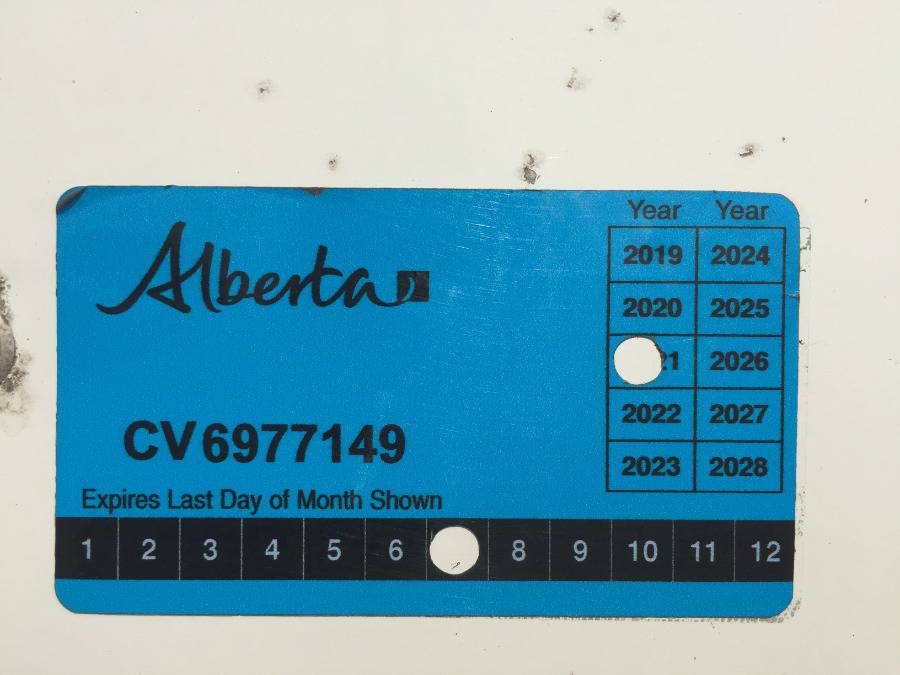 Alberta
Year Year
2019 2024
2020 2025
21 2026
2022 2027
2023 2028
CV6977149
Expires Last Day of Month Shown
1 2 3 4 5 6 8 9 10 11 12